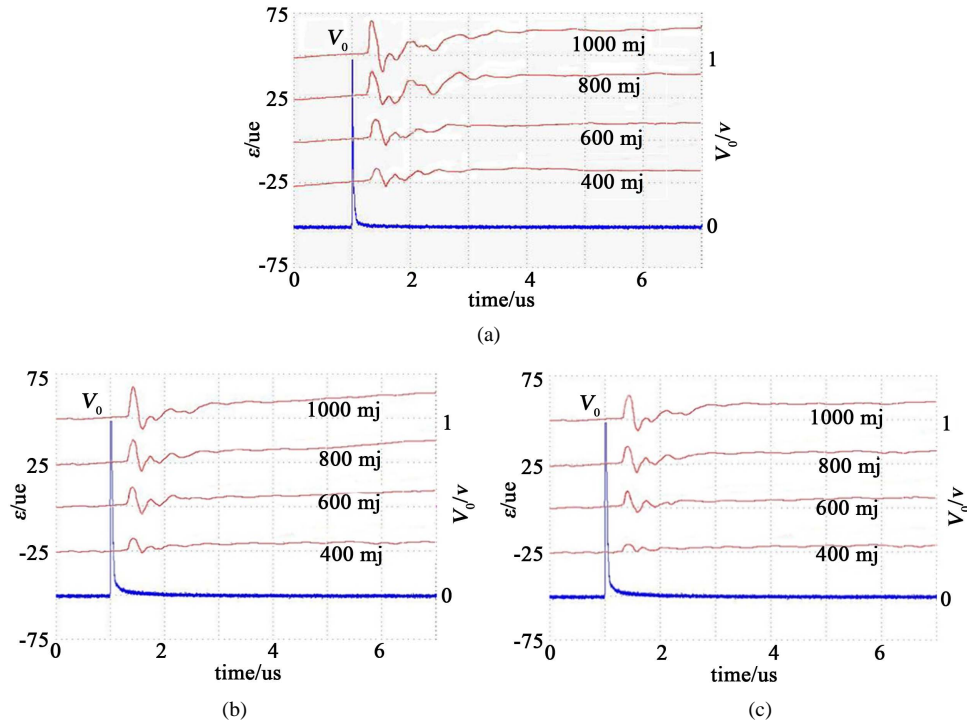 75
V₀
1000 mj
1
800 mj
25
ε/ue
600 mj
V₀/v
-25
400 mj
0
-75
0
2
4
6
time/us
(a)
75
V₀
1000 mj
1
800 mj
25
ε/ue
600 mj
V₀/v
-25
400 mj
0
-75
0
2
4
6
time/us
(b)
75
V₀
1000 mj
1
800 mj
25
ε/ue
600 mj
V₀/v
-25
400 mj
0
-75
0
2
4
6
time/us
(c)